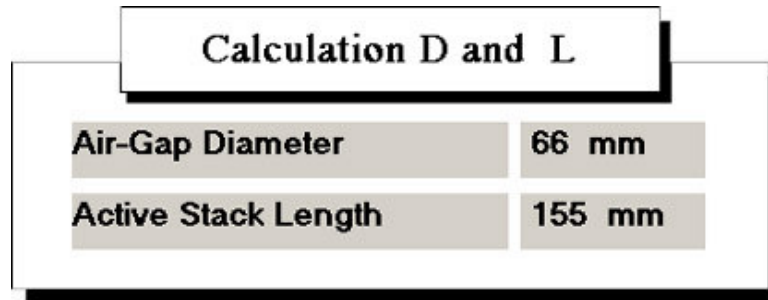 Calculation D and L
Air-Gap Diameter 66 mm
Active Stack Length 155 mm